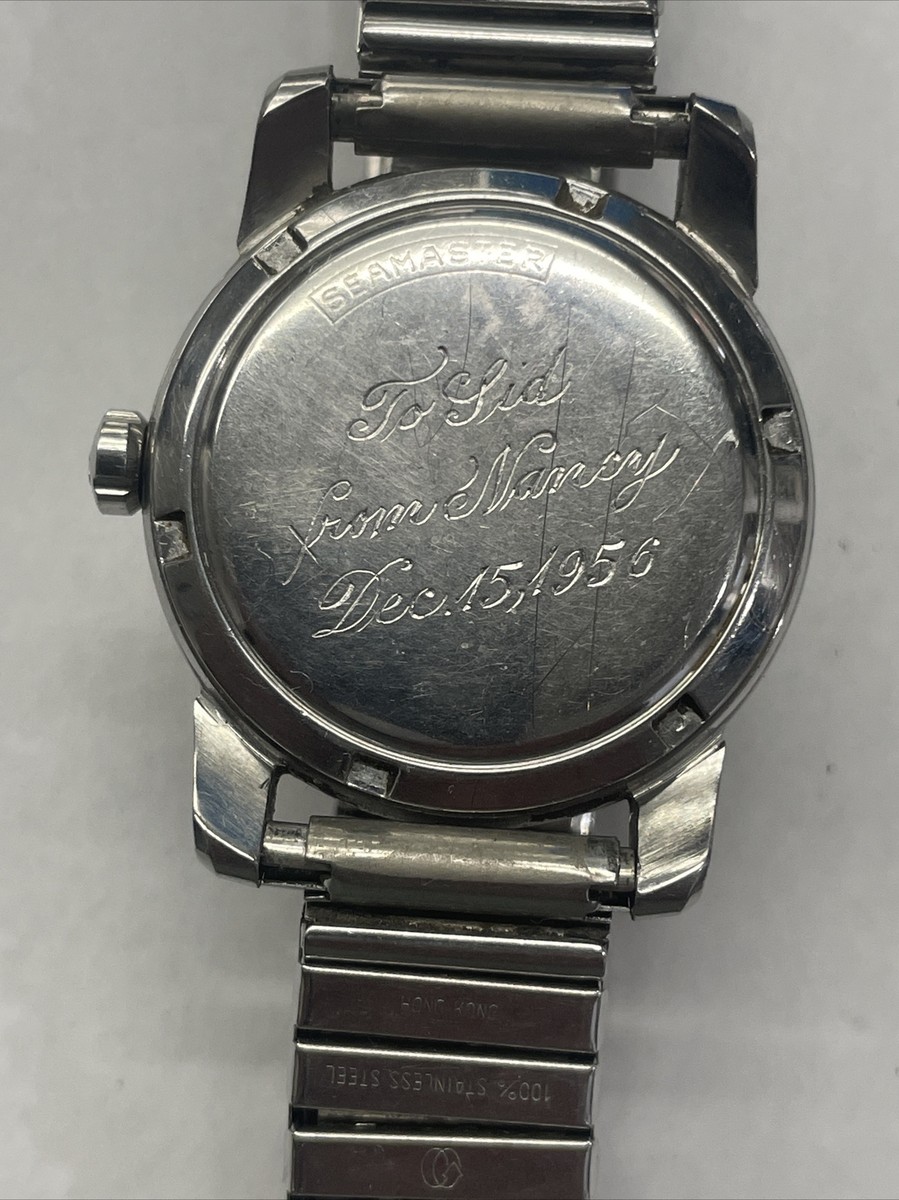 SEAMASTER
To Sid
from Nancy
Dec. 15, 1956
HONG KONG
100% STAINLESS STEEL